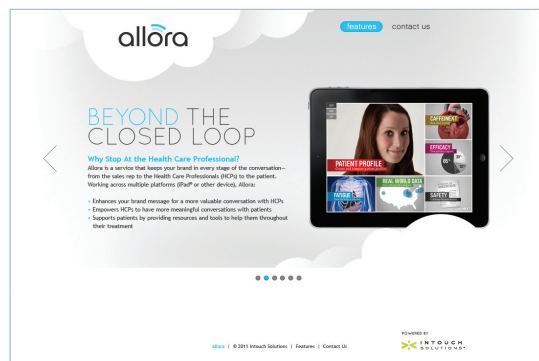 allora
features
contact us
BEYOND THE
CLOSED LOOP
Why Stop At the Health Care Professional?
Allora is a service that keeps your brand in every stage of the conversation—
from the sales rep to the Health Care Professionals (HCPs) to the patient.
Working across multiple platforms (iPad® or other device), Allora:
• Enhances your brand message for a more valuable conversation with HCPs
• Empowers HCPs to have more meaningful conversations with patients
• Supports patients by providing resources and tools to help them throughout
their treatment
CAFFEINEXT
EFFICACY
85%
PATIENT PROFILE
FATIGUE
REAL WORLD DATA
SAFETY
POWERED BY
INTOUCH
SOLUTIONS
allora | © 2011 Intouch Solutions | Features | Contact Us